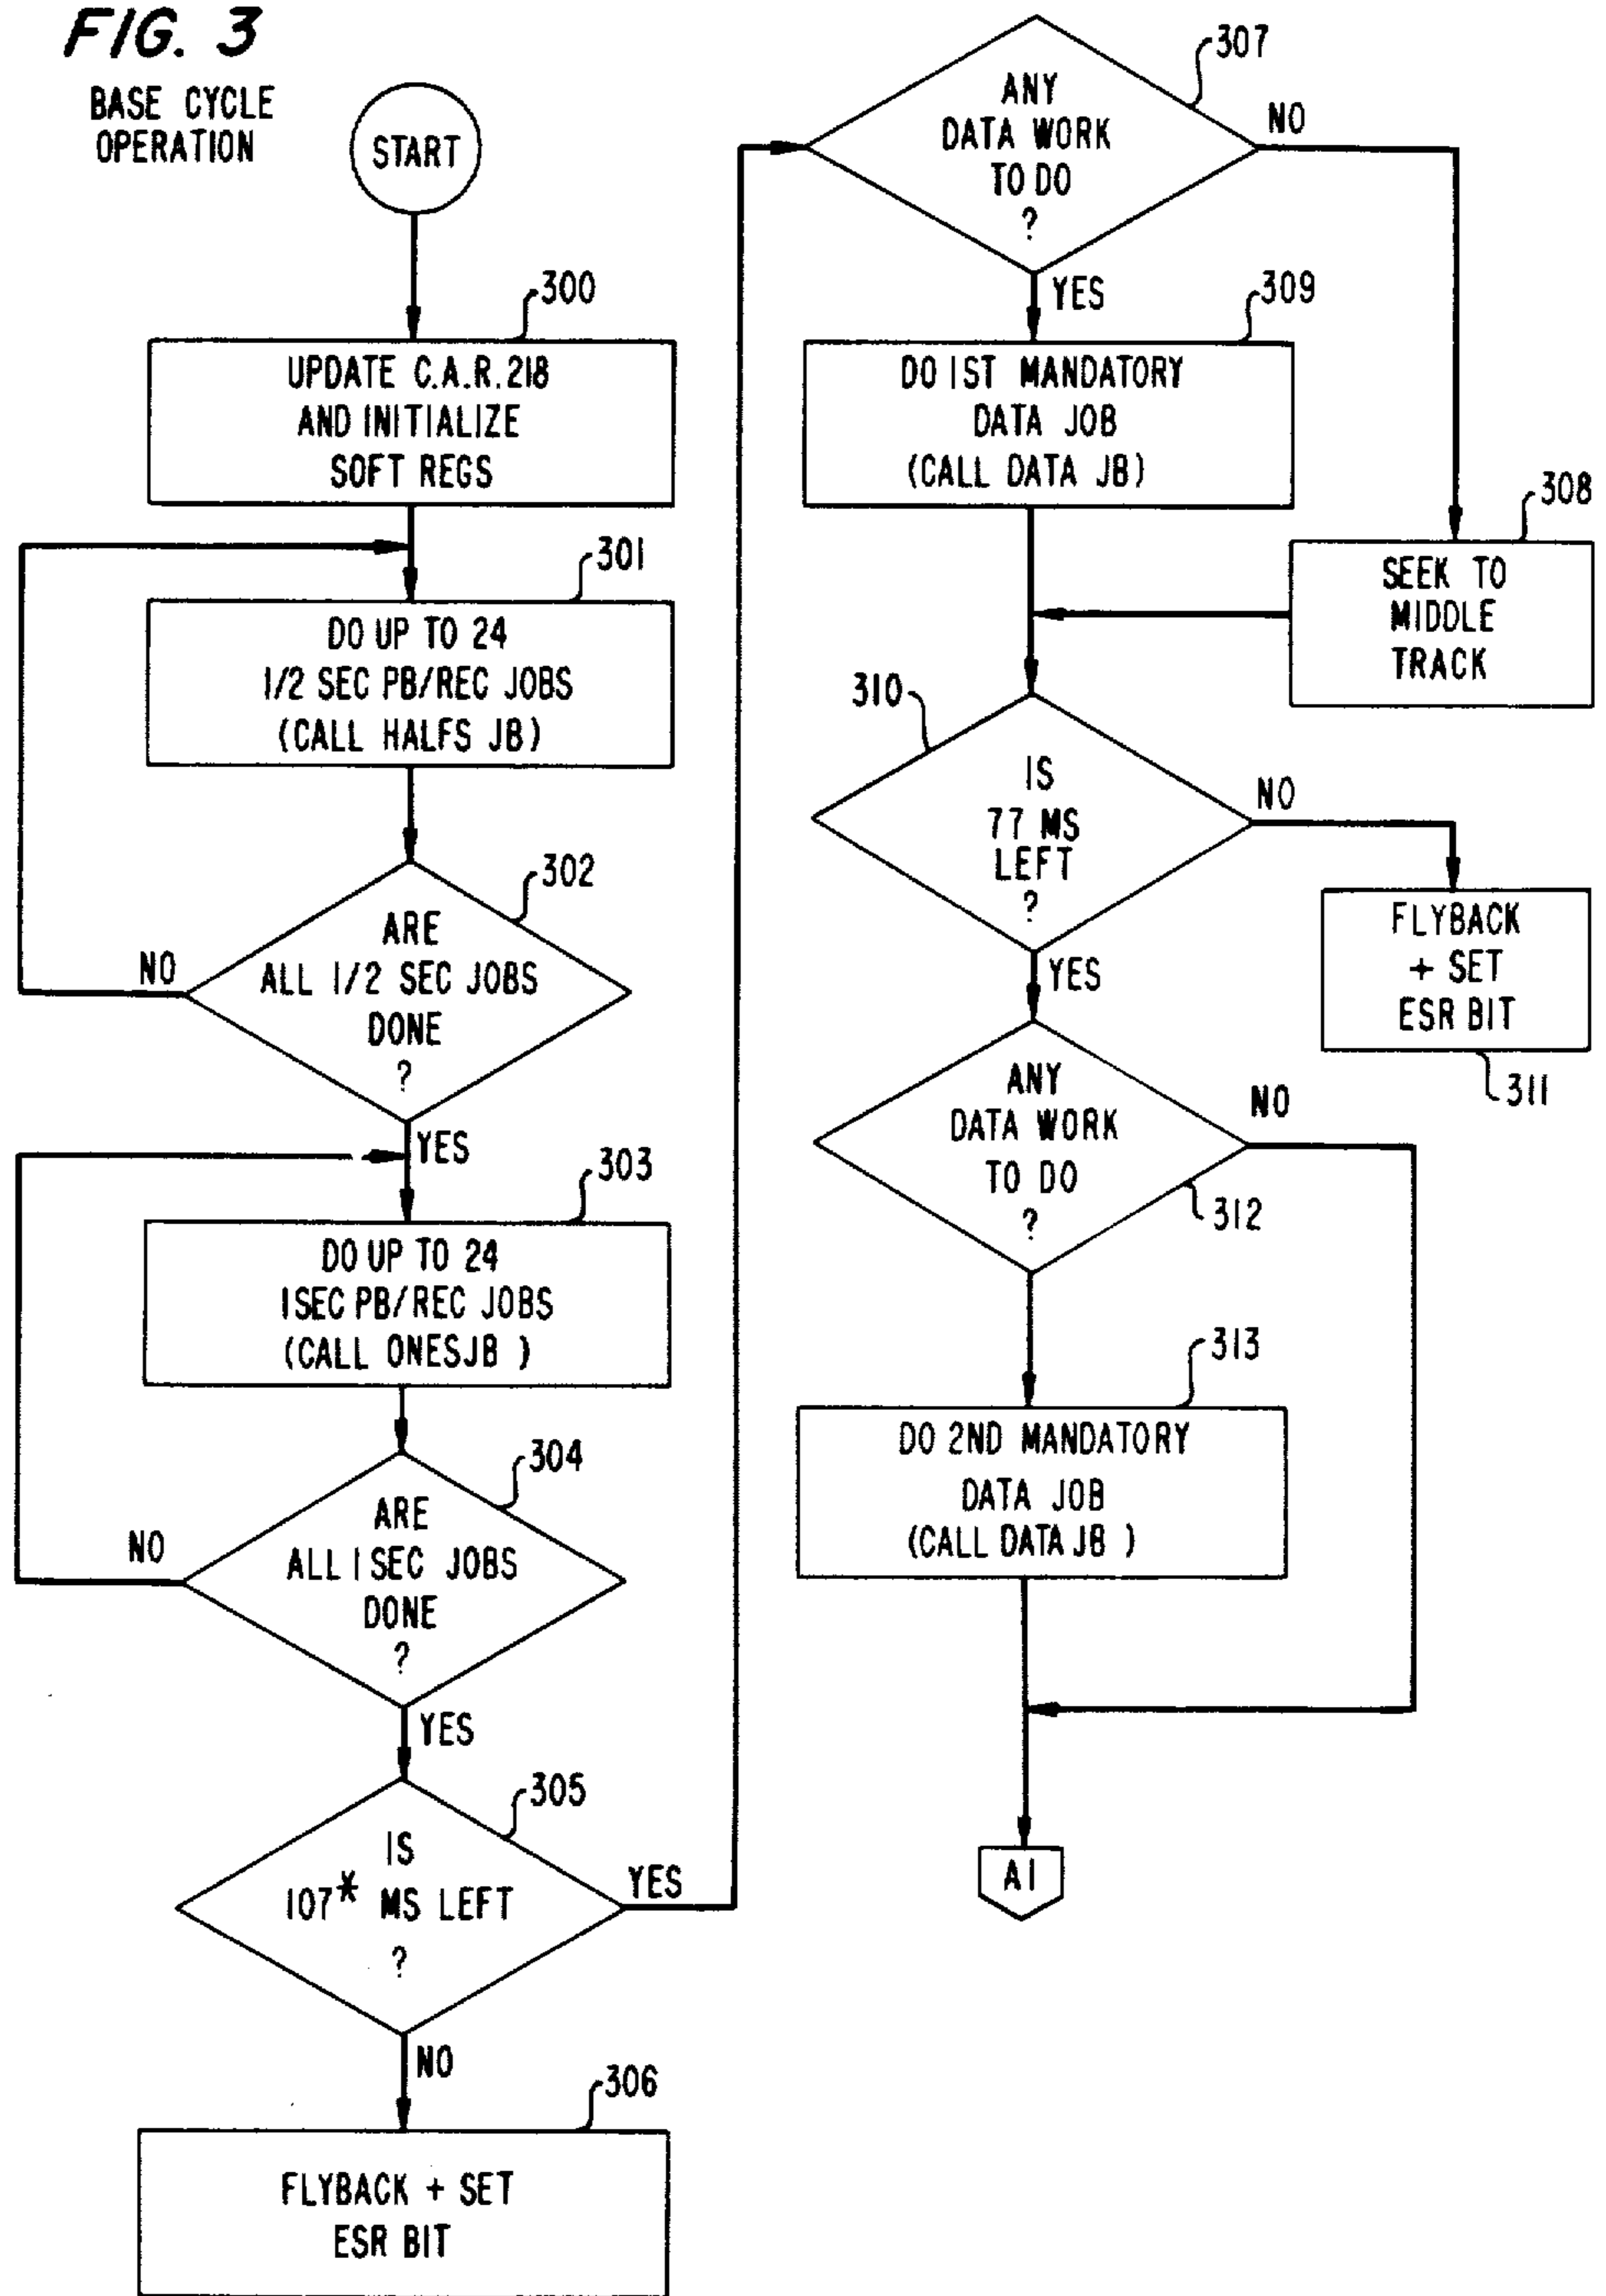 FIG. 3
BASE CYCLE
OPERATION
START
300
UPDATE C.A.R. 218
AND INITIALIZE
SOFT REGS
301
DO UP TO 24
1/2 SEC PB/REC JOBS
(CALL HALFS JB)
302
ARE
ALL 1/2 SEC JOBS
DONE
?
NO
YES
303
DO UP TO 24
1 SEC PB/REC JOBS
(CALL ONESJB )
304
ARE
ALL 1 SEC JOBS
DONE
?
NO
YES
305
IS
107* MS LEFT
?
YES
NO
306
FLYBACK + SET
ESR BIT
307
ANY
DATA WORK
TO DO
?
NO
YES
309
DO 1ST MANDATORY
DATA JOB
(CALL DATA JB)
308
SEEK TO
MIDDLE
TRACK
310
IS
77 MS
LEFT
?
NO
YES
FLYBACK
+ SET
ESR BIT
311
ANY
DATA WORK
TO DO
?
NO
312
313
DO 2ND MANDATORY
DATA JOB
(CALL DATA JB )
A1